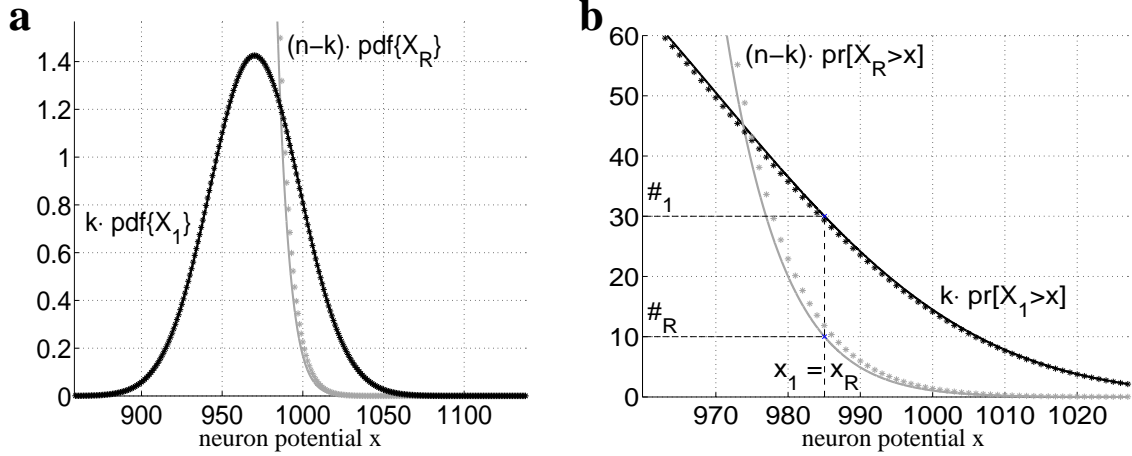 a
(n−k)· pdf{X_R}
k· pdf{X_1}
1.4
1.2
1
0.8
0.6
0.4
0.2
0
900 950 1000 1050 1100
neuron potential x
b
(n−k)· pr[X_R>x]
60
50
40
30
20
10
0
#_1
#_R
k· pr[X_1>x]
x_1 = x_R
970 980 990 1000 1010 1020
neuron potential x